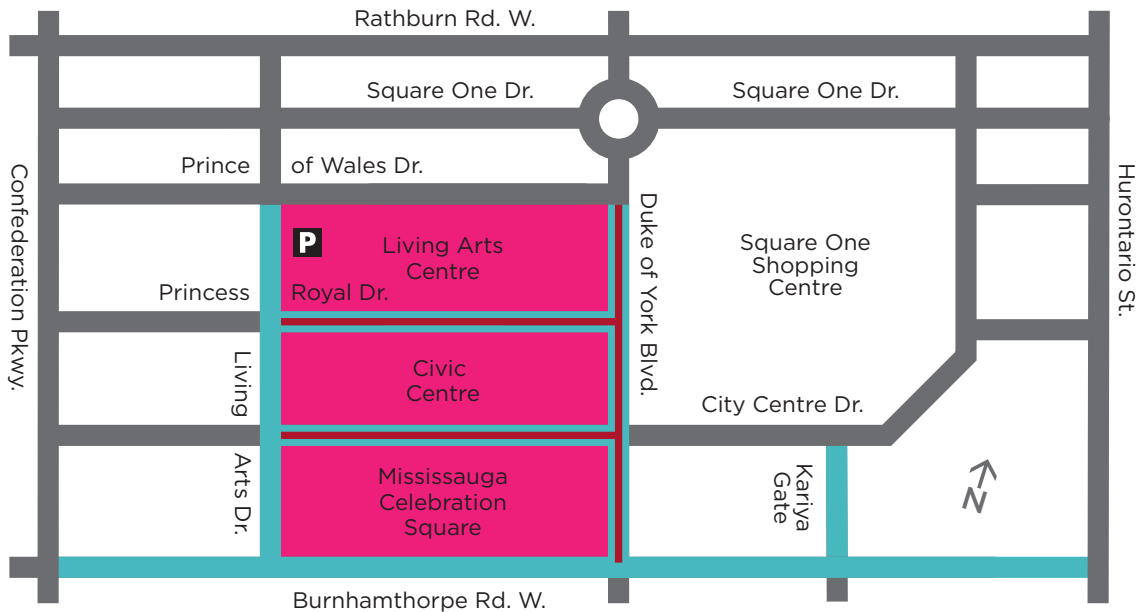 Rathburn Rd. W.
Square One Dr.
Square One Dr.
Prince of Wales Dr.
Confederation Pkwy.
Hurontario St.
Duke of York Blvd.
P
Living Arts
Centre
Square One
Shopping
Centre
Princess Royal Dr.
Living Arts Dr.
Civic
Centre
City Centre Dr.
Mississauga
Celebration
Square
Kariya
Gate
N
Burnhamthorpe Rd. W.